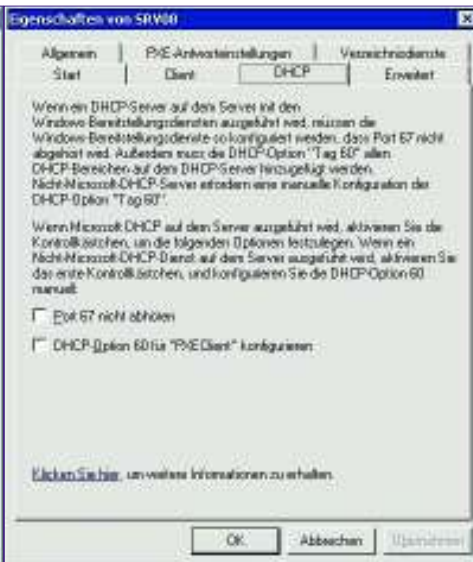 Eigenschaften von SRV00
Allgemein PXE-Antworteinstellungen Verzeichnisdienste
Start Client DHCP Erweitert
Wenn ein DHCP-Server auf dem Server mit den
Windows-Bereitstellungsdiensten ausgeführt wird, müssen die
Windows-Bereitstellungsdienste so konfiguriert werden, dass Port 67 nicht
abgehört wird. Außerdem muss die DHCP-Option "Tag 60" allen
DHCP-Bereichen auf dem DHCP-Server hinzugefügt werden.
Nicht-Microsoft-DHCP-Server erfordern eine manuelle Konfiguration der
DHCP-Option "Tag 60".
Wenn Microsoft DHCP auf dem Server ausgeführt wird, aktivieren Sie die
Kontrollkästchen, um die folgenden Optionen festzulegen. Wenn ein
Nicht-Microsoft-DHCP-Dienst auf dem Server ausgeführt wird, aktivieren Sie
das erste Kontrollkästchen, und konfigurieren Sie die DHCP-Option 60
manuell.
Port 67 nicht abhören
DHCP-Option 60 für "PXEClient" konfigurieren
Klicken Sie hier, um weitere Informationen zu erhalten.
OK Abbrechen Übernehmen